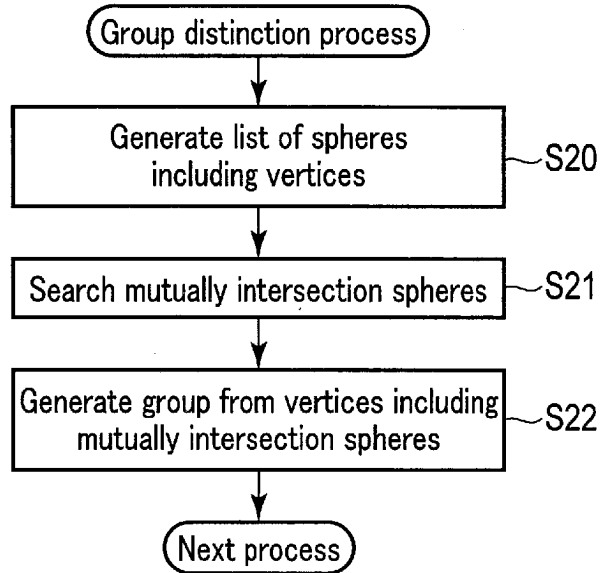 Group distinction process
Generate list of spheres
including vertices
S20
Search mutually intersection spheres
S21
Generate group from vertices including
mutually intersection spheres
S22
Next process